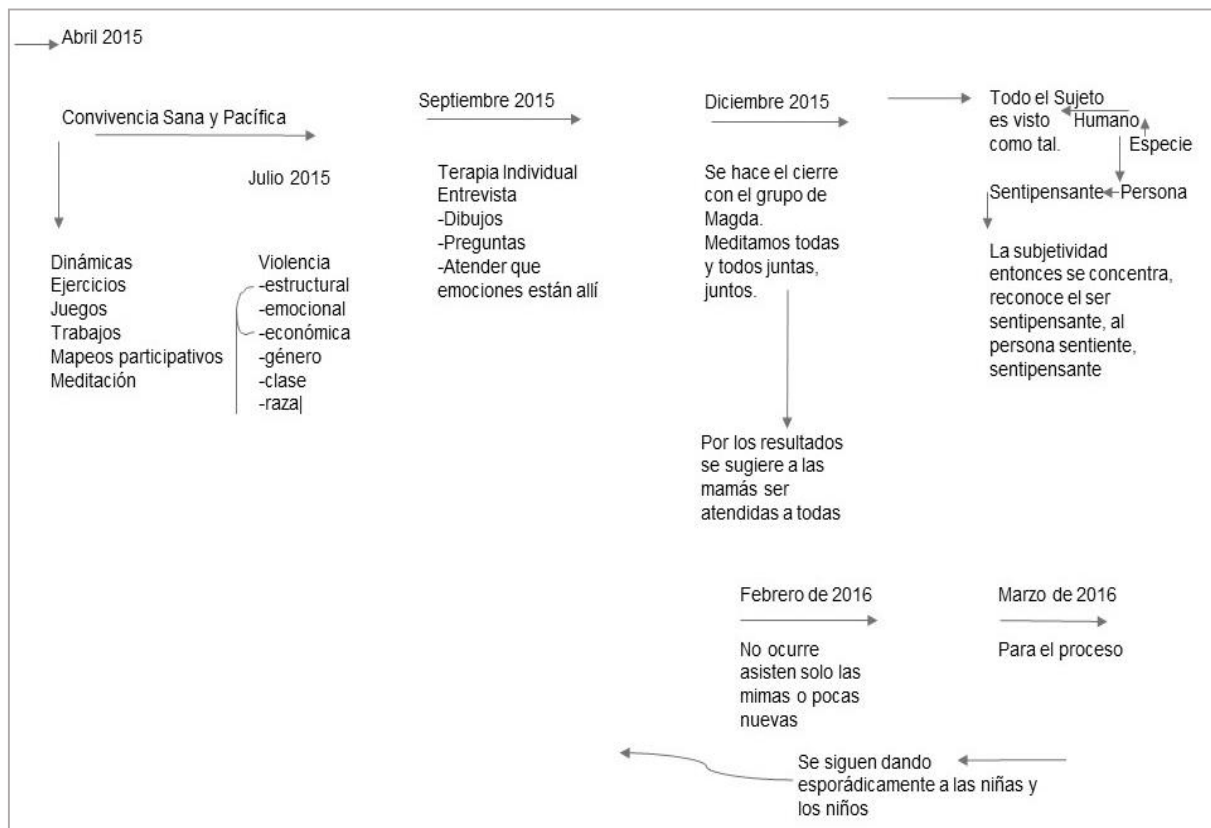 Abril 2015
Convivencia Sana y Pacífica
Julio 2015
Dinámicas
Ejercicios
Juegos
Trabajos
Mapeos participativos
Meditación
Violencia
-estructural
-emocional
-económica
-género
-clase
-raza|
Septiembre 2015
Terapia Individual
Entrevista
-Dibujos
-Preguntas
-Atender que
emociones están allí
Diciembre 2015
Se hace el cierre
con el grupo de
Magda.
Meditamos todas
y todos juntas,
juntos.
Por los resultados
se sugiere a las
mamás ser
atendidas a todas
Todo el Sujeto
es visto
como tal.
Humano
Especie
Sentipensante
Persona
La subjetividad
entonces se concentra,
reconoce el ser
sentipensante, al
persona sentiente,
sentipensante
Febrero de 2016
No ocurre
asisten solo las
mimas o pocas
nuevas
Marzo de 2016
Para el proceso
Se siguen dando
esporádicamente a las niñas y
los niños